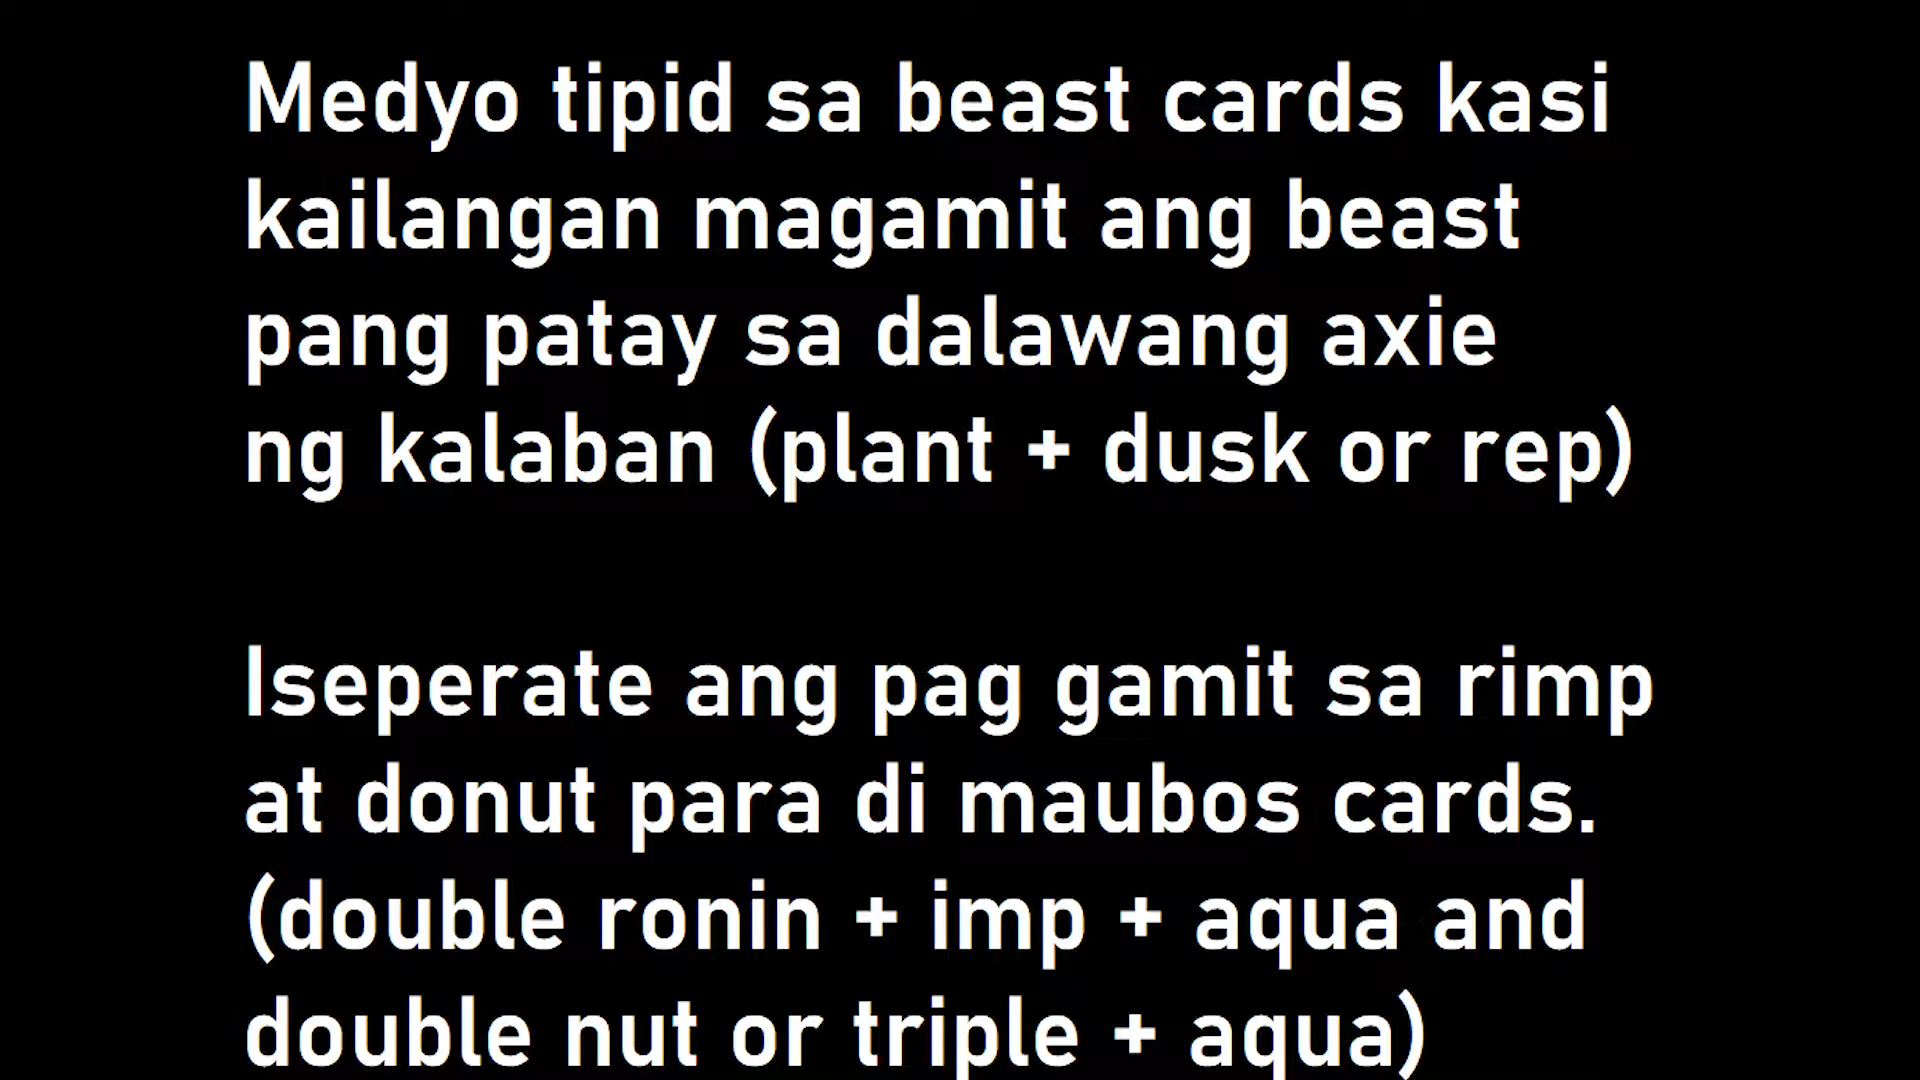 Medyo tipid sa beast cards kasi
kailangan magamit ang beast
pang patay sa dalawang axie
ng kalaban (plant + dusk or rep)
Iseperate ang pag gamit sa rimp
at donut para di maubos cards.
(double ronin + imp + aqua and
double nut or triple + aqua)